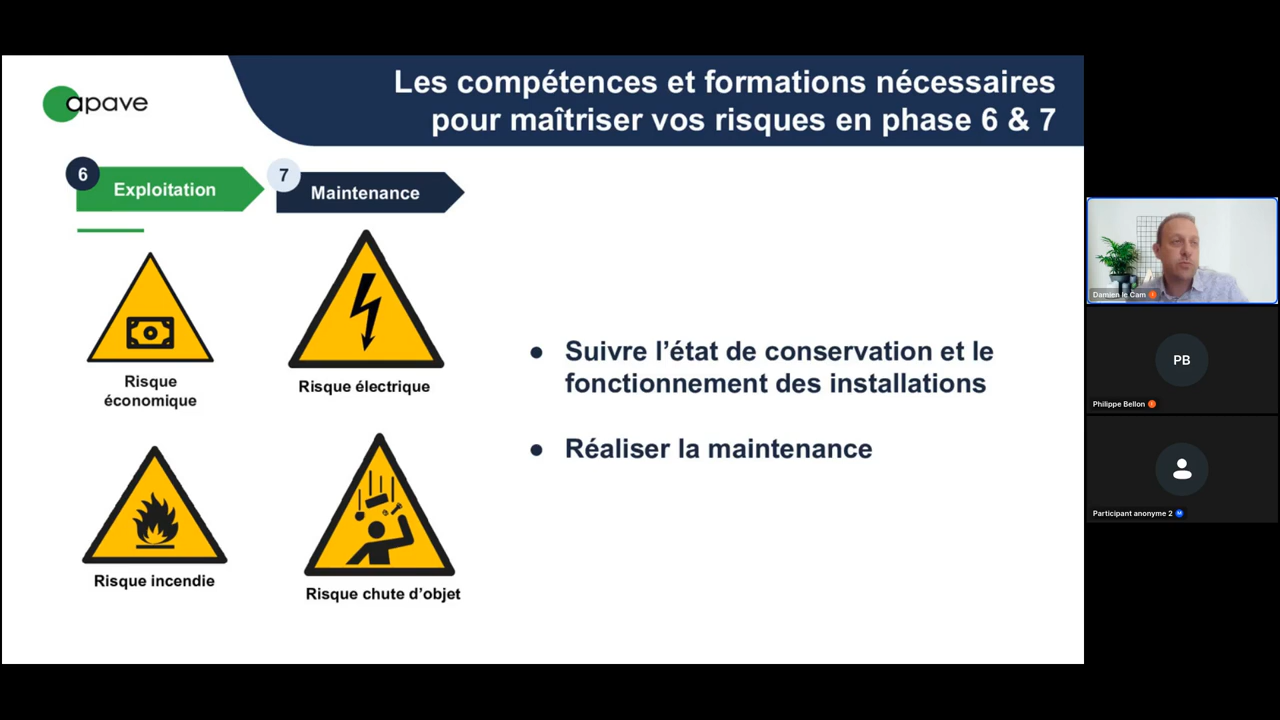 Les compétences et formations nécessaires
pour maîtriser vos risques en phase 6 & 7
apave
6
Exploitation
7
Maintenance
Risque
économique
Risque électrique
Risque incendie
Risque chute d’objet
● Suivre l’état de conservation et le
fonctionnement des installations
● Réaliser la maintenance
Damien le Cam
PB
Philippe Bellon
Participant anonyme 2
M